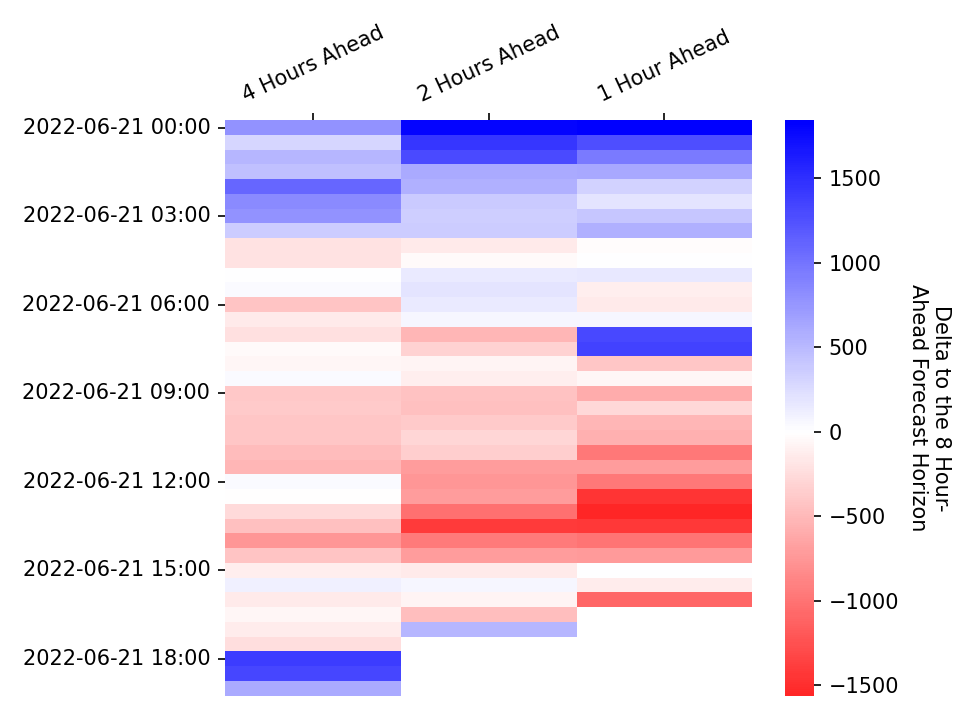 4 Hours Ahead
2 Hours Ahead
1 Hour Ahead
2022-06-21 00:00
2022-06-21 03:00
2022-06-21 06:00
2022-06-21 09:00
2022-06-21 12:00
2022-06-21 15:00
2022-06-21 18:00
1500
1000
500
0
−500
−1000
−1500
Delta to the 8 Hour-
Ahead Forecast Horizon